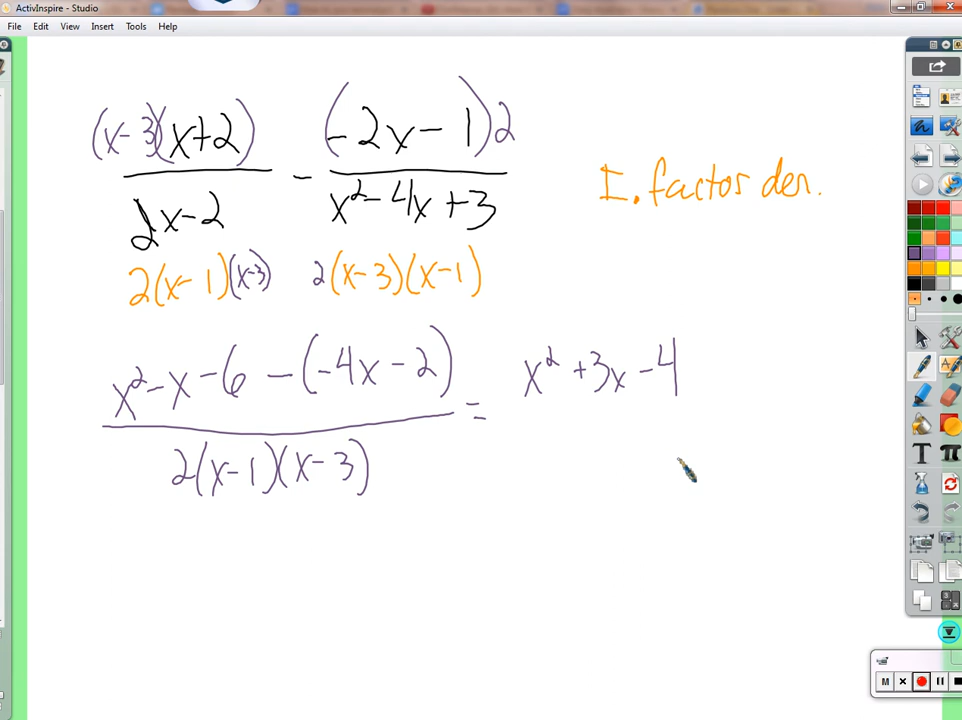 ActivInspire - Studio
File Edit View Insert Tools Help
(x-3)(x+2) / 2x-2 - (-2x-1)2 / x²-4x+3
I. factor den.
2(x-1)(x-3) 2(x-3)(x-1)
x²-x-6-(-4x-2) / 2(x-1)(x-3) = x²+3x-4
T π
M